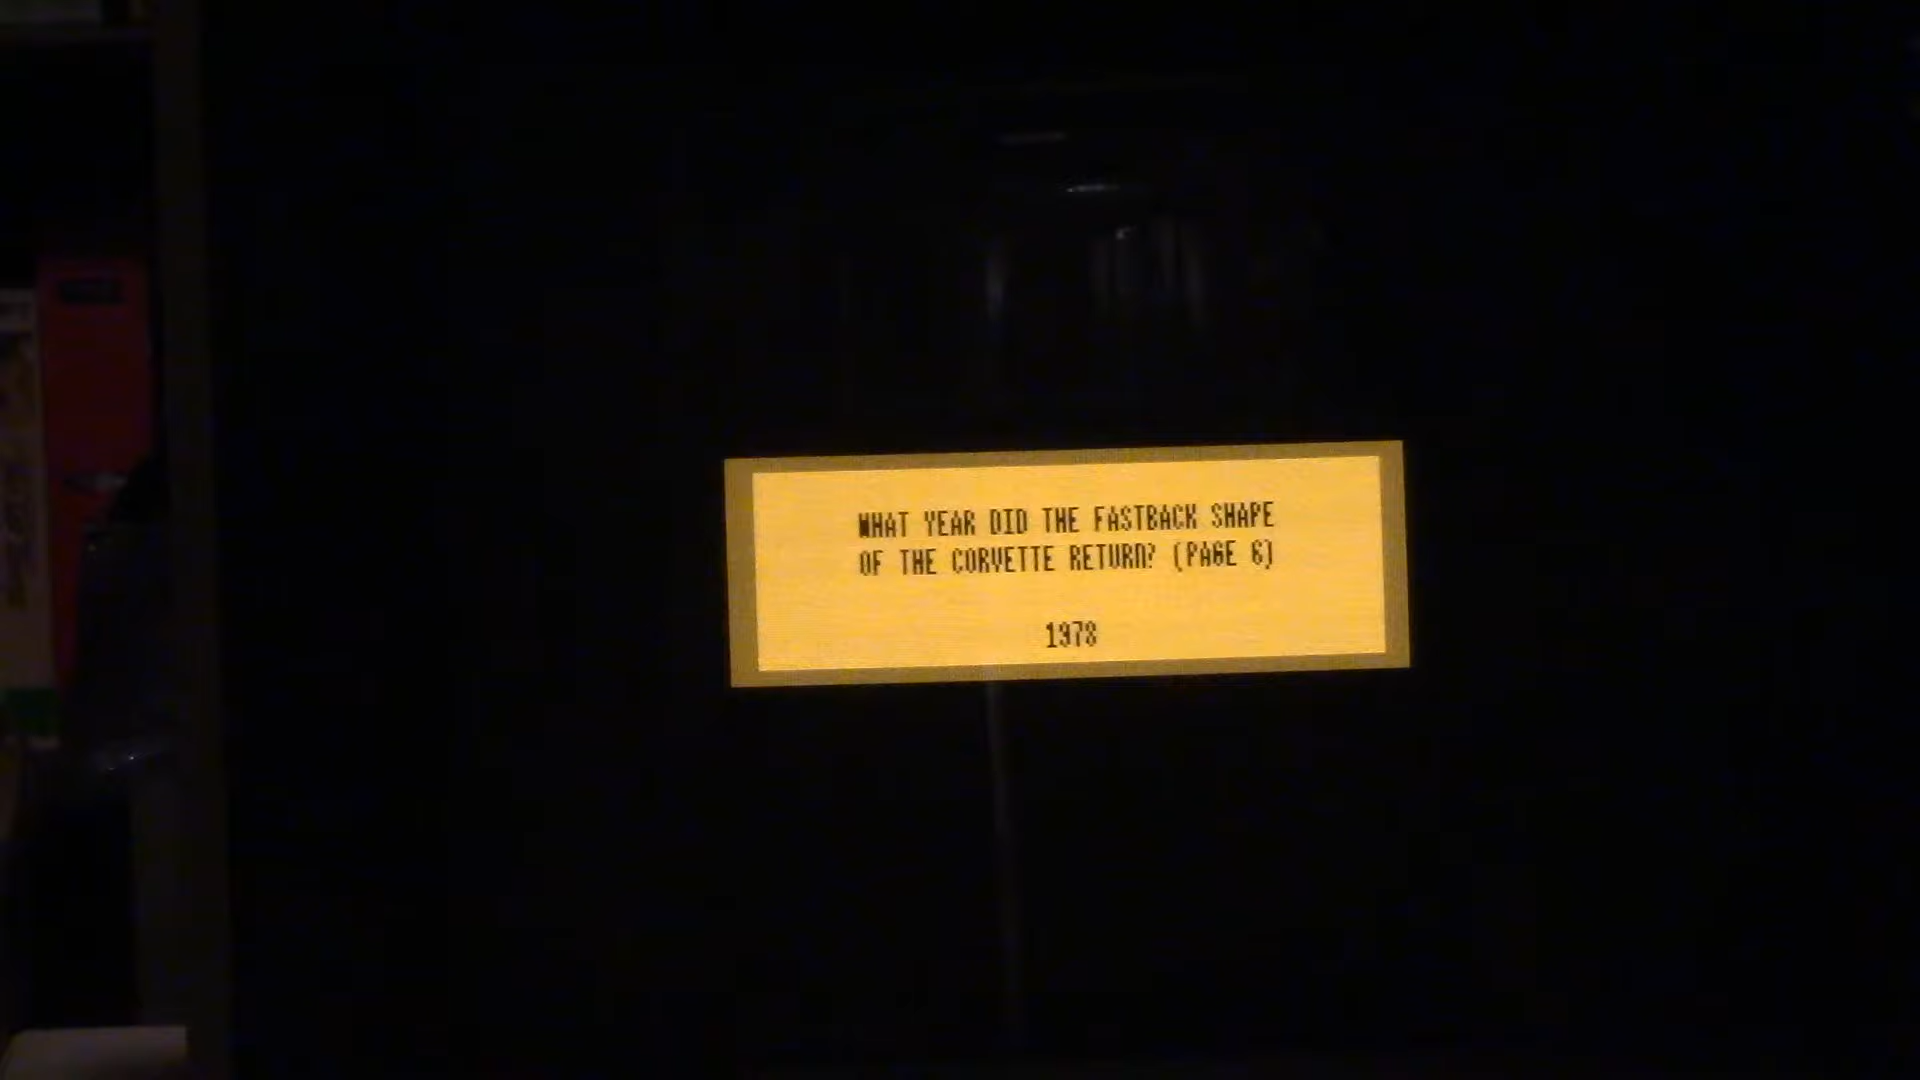 WHAT YEAR DID THE FASTBACK SHAPE
OF THE CORVETTE RETURN? (PAGE 6)
1978